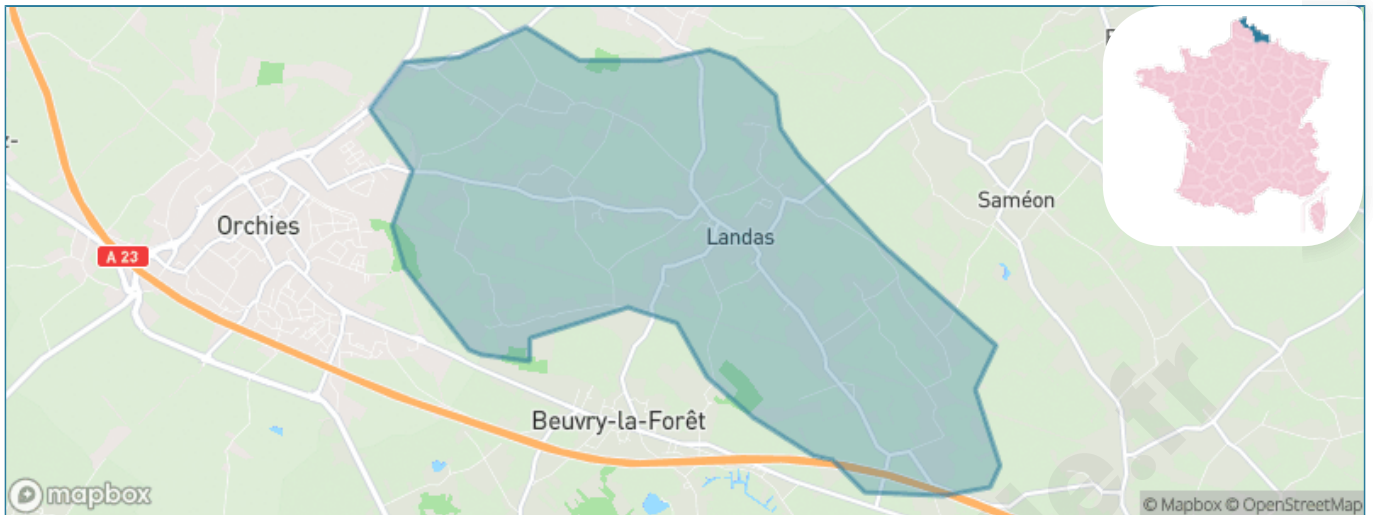 Orchies
A 23
Landas
Saméon
Beuvry-la-Forêt
mapbox
© Mapbox © OpenStreetMap